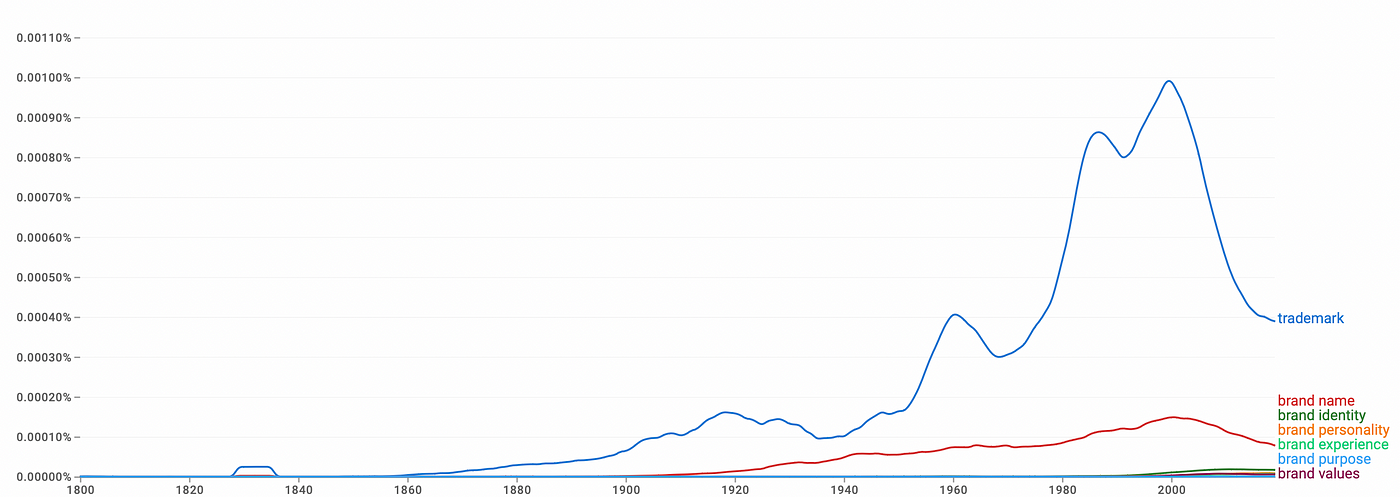 0.00110%
0.00100%
0.00090%
0.00080%
0.00070%
0.00060%
0.00050%
0.00040%
0.00030%
0.00020%
0.00010%
0.00000%
1800 1820 1840 1860 1880 1900 1920 1940 1960 1980 2000
trademark
brand name
brand identity
brand personality
brand experience
brand purpose
brand values